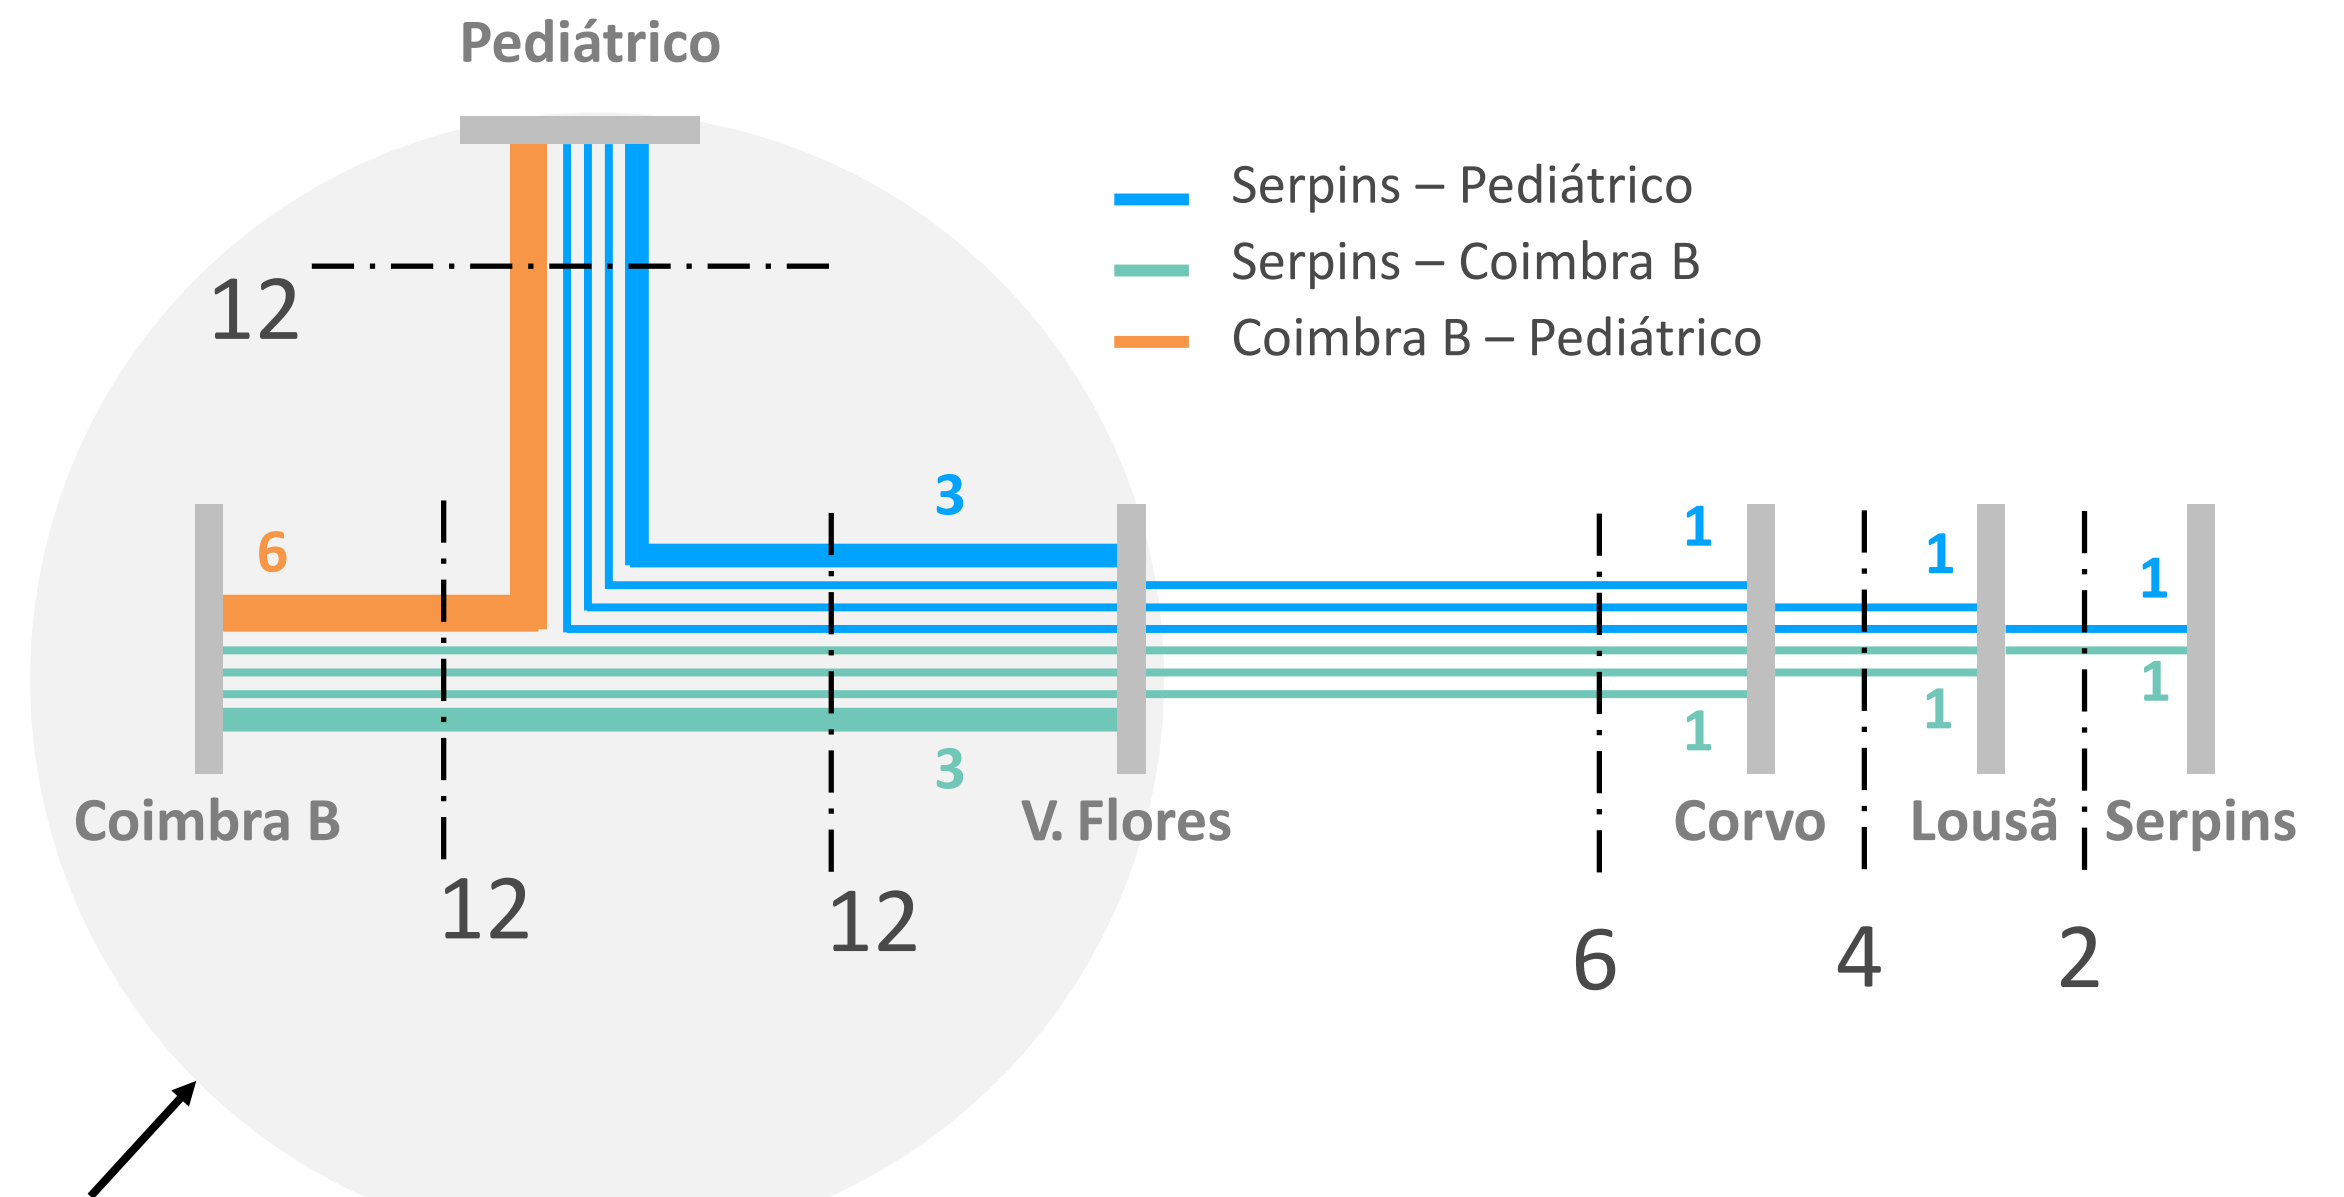 Pediátrico
Serpins – Pediátrico
Serpins – Coimbra B
Coimbra B – Pediátrico
12
3
6
1
1
1
1
1
1
3
Coimbra B
V. Flores
Corvo
Lousã
Serpins
12
12
6
4
2